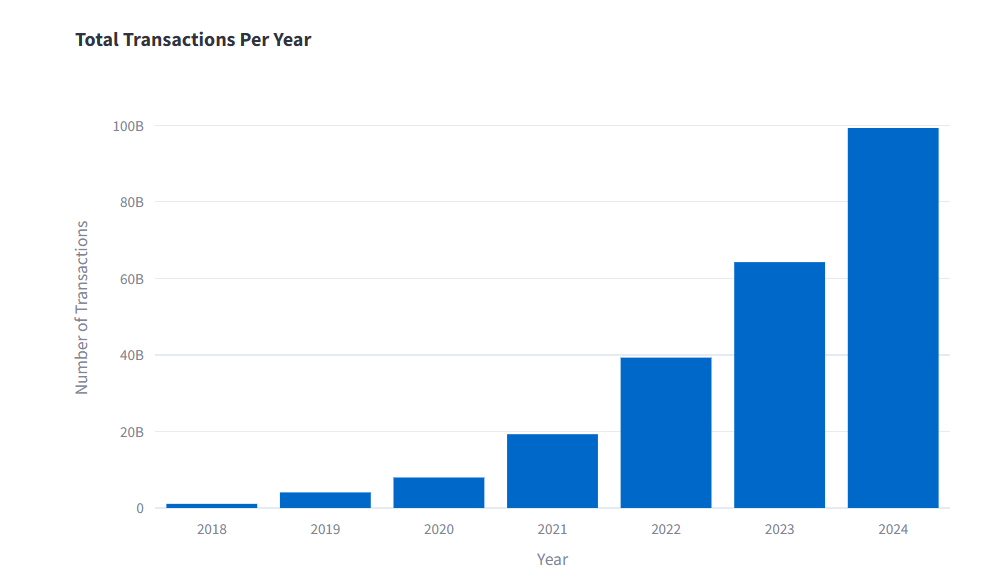 Total Transactions Per Year
Number of Transactions
100B
80B
60B
40B
20B
0
2018 2019 2020 2021 2022 2023 2024
Year